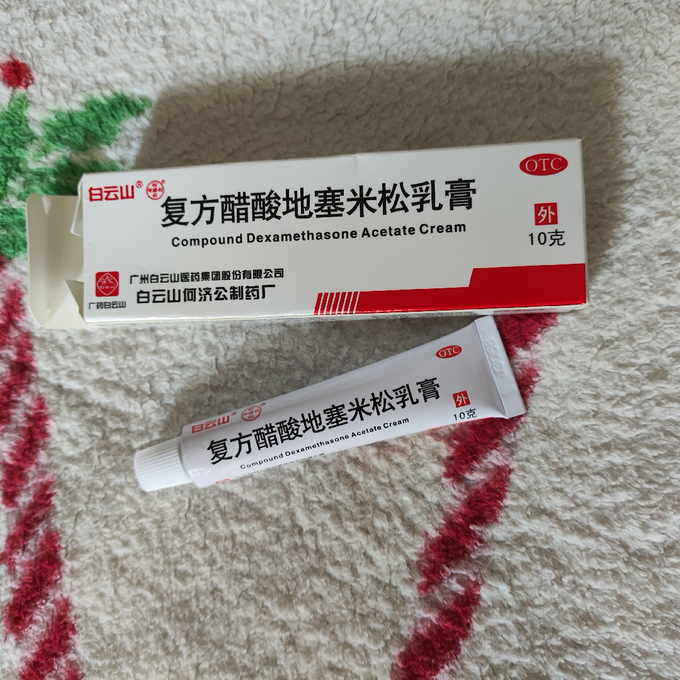 白云山®
复方醋酸地塞米松乳膏
Compound Dexamethasone Acetate Cream
OTC
外
10克
广药白云山
广州白云山医药集团股份有限公司
白云山何济公制药厂
白云山®
复方醋酸地塞米松乳膏
Compound Dexamethasone Acetate Cream
OTC
外
10克